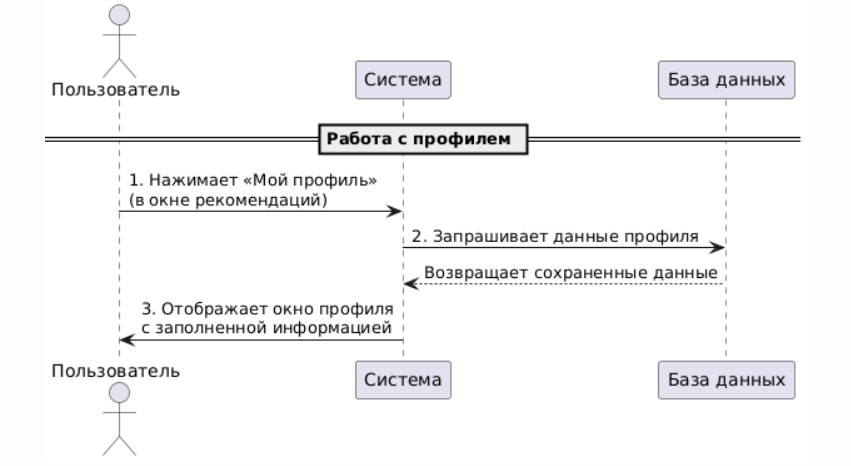 Пользователь
Система
База данных
Работа с профилем
1. Нажимает «Мой профиль»
(в окне рекомендаций)
2. Запрашивает данные профиля
Возвращает сохраненные данные
3. Отображает окно профиля
с заполненной информацией
Пользователь
Система
База данных